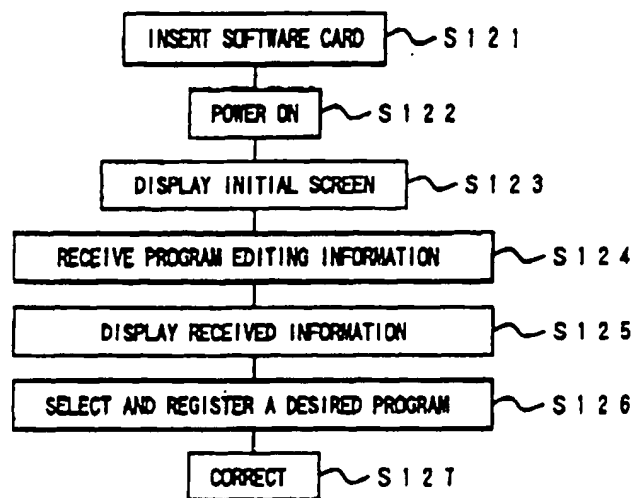 INSERT SOFTWARE CARD S121
POWER ON S122
DISPLAY INITIAL SCREEN S123
RECEIVE PROGRAM EDITING INFORMATION S124
DISPLAY RECEIVED INFORMATION S125
SELECT AND REGISTER A DESIRED PROGRAM S126
CORRECT S127